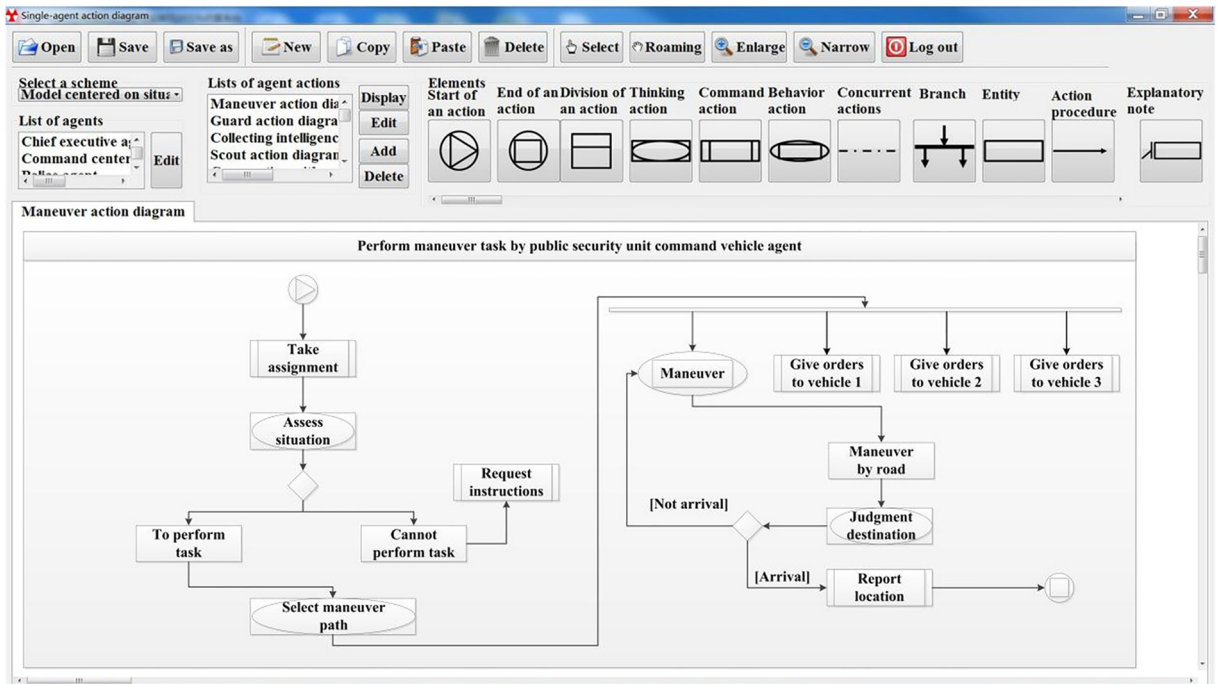 Single-agent action diagram
Open Save Save as New Copy Paste Delete Select Roaming Enlarge Narrow Log out
Select a scheme
Model centered on situa
List of agents
Chief executive a
Command center
Police agent
Edit
Lists of agent actions
Maneuver action dia
Guard action diagra
Collecting intelligenc
Scout action diagran
Display
Edit
Add
Delete
Elements
Start of
an action
End of an
action
Division of
an action
Thinking
action
Command
action
Behavior
action
Concurrent
actions
Branch
Entity
Action
procedure
Explanatory
note
Maneuver action diagram
Perform maneuver task by public security unit command vehicle agent
Take
assignment
Assess
situation
Request
instructions
To perform
task
Cannot
perform task
Select maneuver
path
Maneuver
Give orders
to vehicle 1
Give orders
to vehicle 2
Give orders
to vehicle 3
Maneuver
by road
[Not arrival]
Judgment
destination
[Arrival]
Report
location